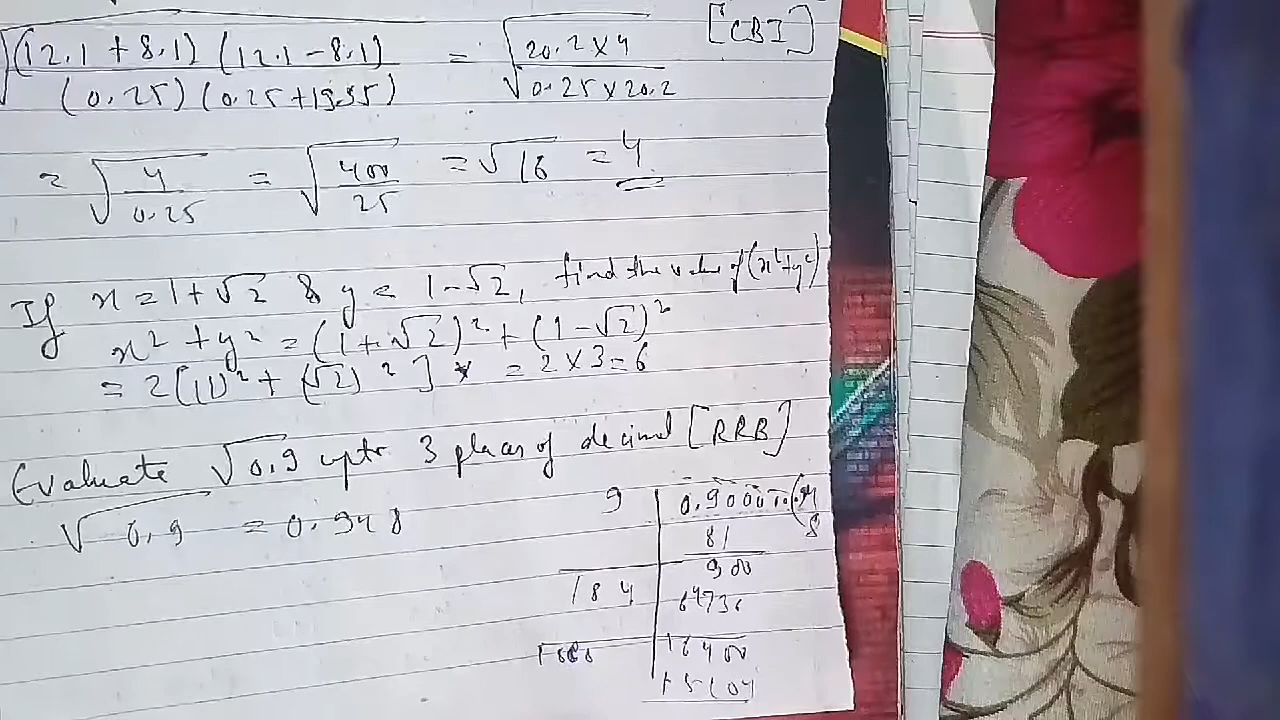 √(12.1 + 8.1) (12.1 - 8.1) / (0.25) (0.25 + 19.95) = √20.2 × 4 / √0.25 × 20.2 [CBI]
= √4/0.25 = √400/25 = √16 = 4
If x = 1 + √2 & y = 1 - √2, find the value of (x² + y²)
x² + y² = (1 + √2)² + (1 - √2)²
= 2[(1)² + (√2)²] = 2 × 3 = 6
Evaluate √0.9 upto 3 places of decimal [RRB]
√0.9 = 0.948
9 | 0.90000
81
184 | 900
736
16400
15104